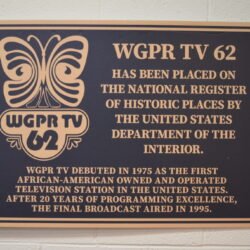 WGPR TV 62
HAS BEEN PLACED ON
THE NATIONAL REGISTER
OF HISTORIC PLACES BY
THE UNITED STATES
DEPARTMENT OF THE
INTERIOR.
WGPR TV
62
WGPR TV DEBUTED IN 1975 AS THE FIRST
AFRICAN-AMERICAN OWNED AND OPERATED
TELEVISION STATION IN THE UNITED STATES.
AFTER 20 YEARS OF PROGRAMMING EXCELLENCE,
THE FINAL BROADCAST AIRED IN 1995.